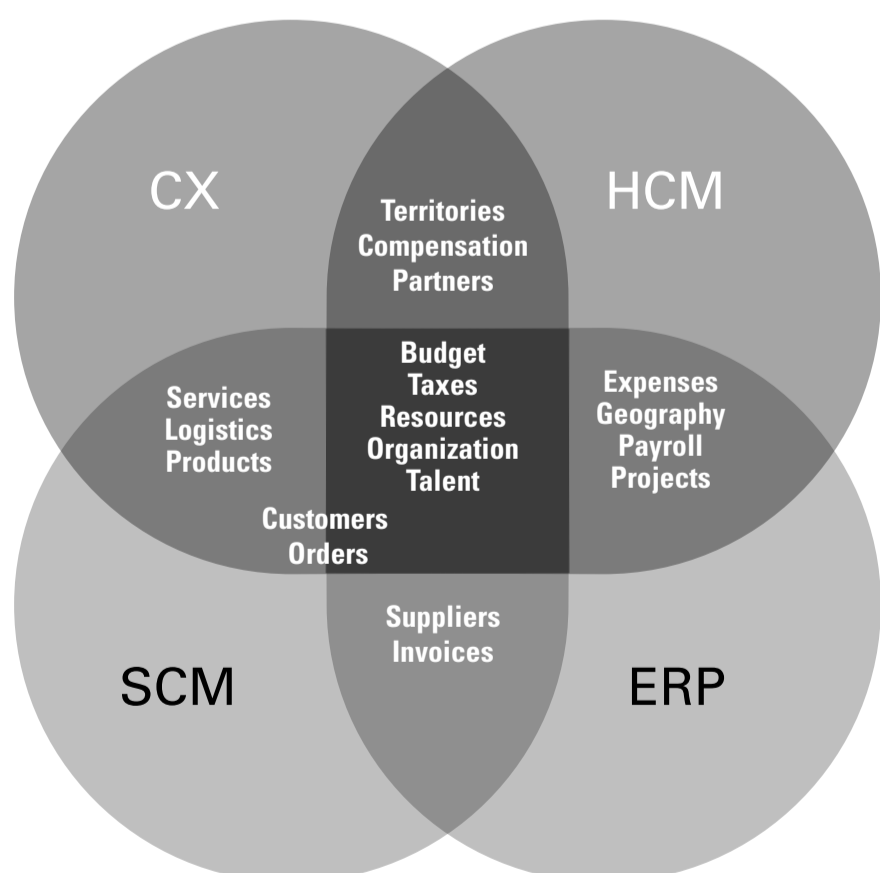 CX
HCM
Territories
Compensation
Partners
Budget
Taxes
Resources
Organization
Talent
Services
Logistics
Products
Expenses
Geography
Payroll
Projects
Customers
Orders
Suppliers
Invoices
SCM
ERP